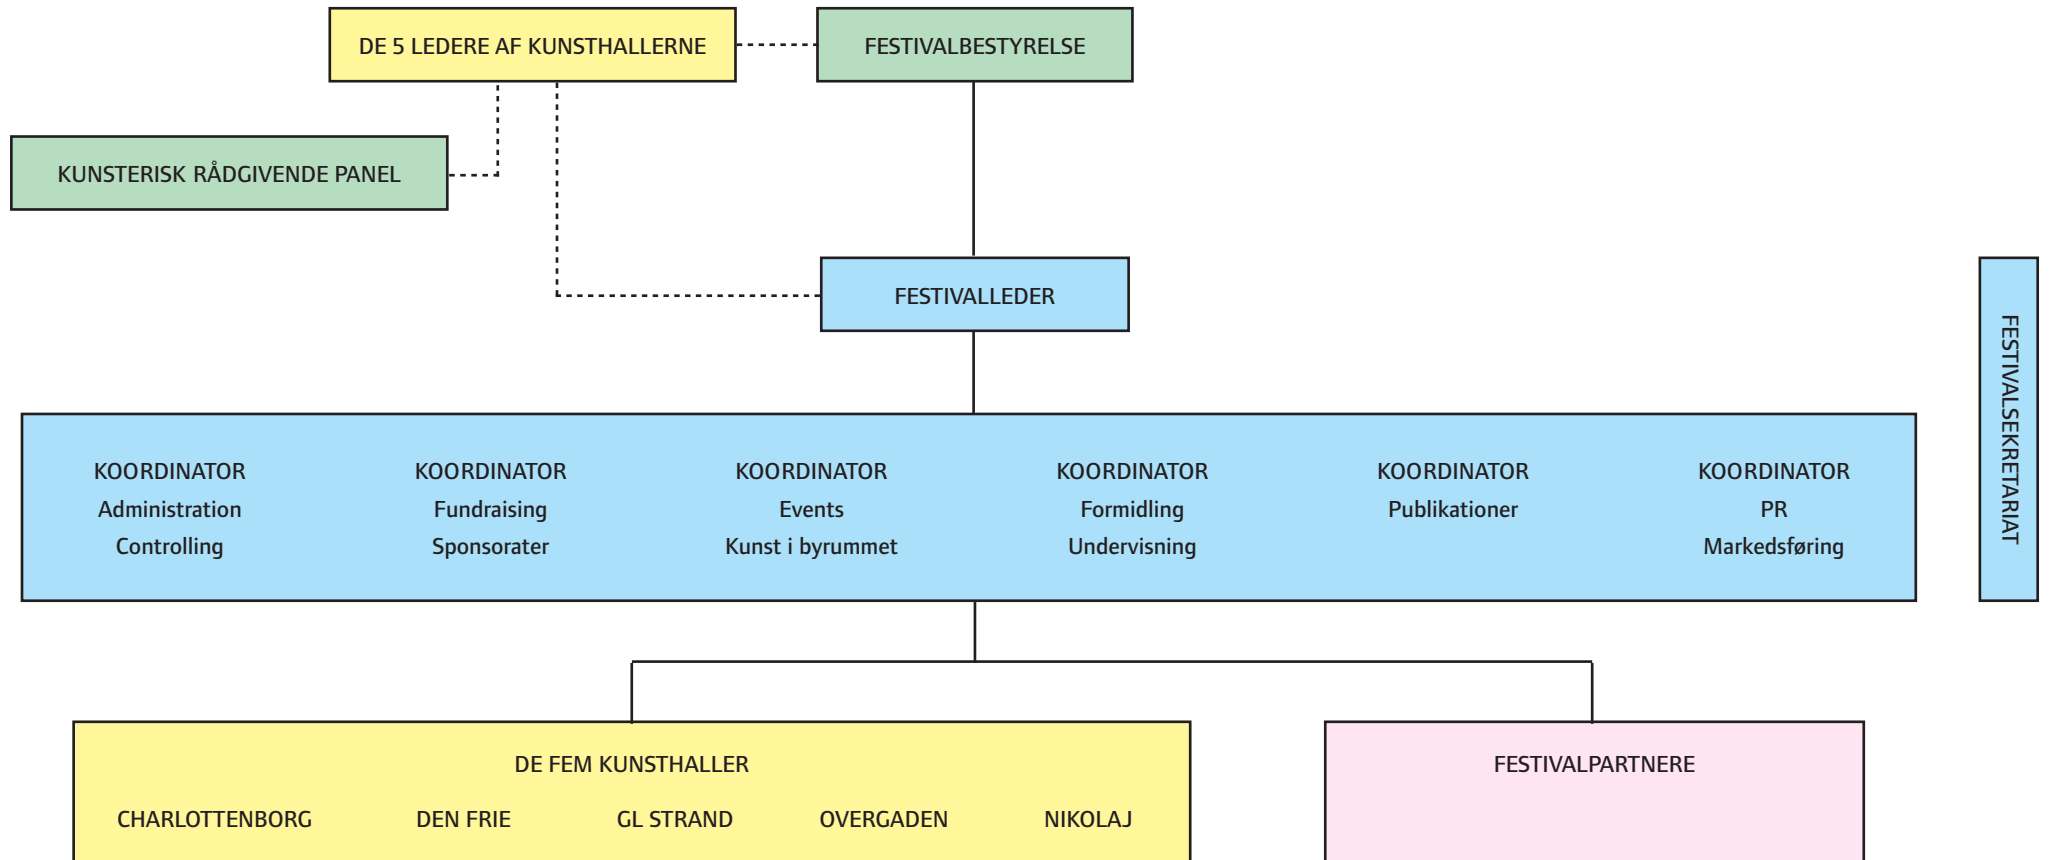 DE 5 LEDERE AF KUNSTHALLERNE
FESTIVALBESTYRELSE
KUNSTERISK RÅDGIVENDE PANEL
FESTIVALLEDER
FESTIVALSEKRETARIAT
KOORDINATOR
Administration
Controlling
KOORDINATOR
Fundraising
Sponsorater
KOORDINATOR
Events
Kunst i byrummet
KOORDINATOR
Formidling
Undervisning
KOORDINATOR
Publikationer
KOORDINATOR
PR
Markedsføring
DE FEM KUNSTHALLER
CHARLOTTENBORG
DEN FRIE
GL STRAND
OVERGADEN
NIKOLAJ
FESTIVALPARTNERE